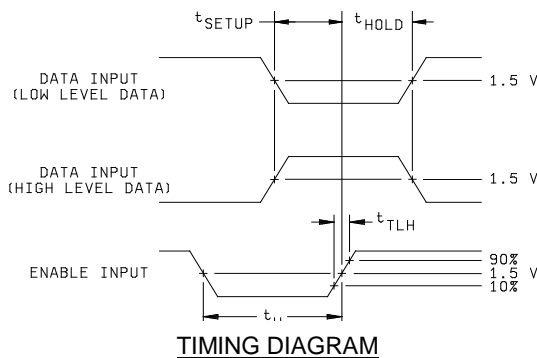 tSETUP tHOLD
DATA INPUT
(LOW LEVEL DATA)
1.5 V
DATA INPUT
(HIGH LEVEL DATA)
1.5 V
tTLH
ENABLE INPUT
90%
1.5 V
10%
TIMING DIAGRAM